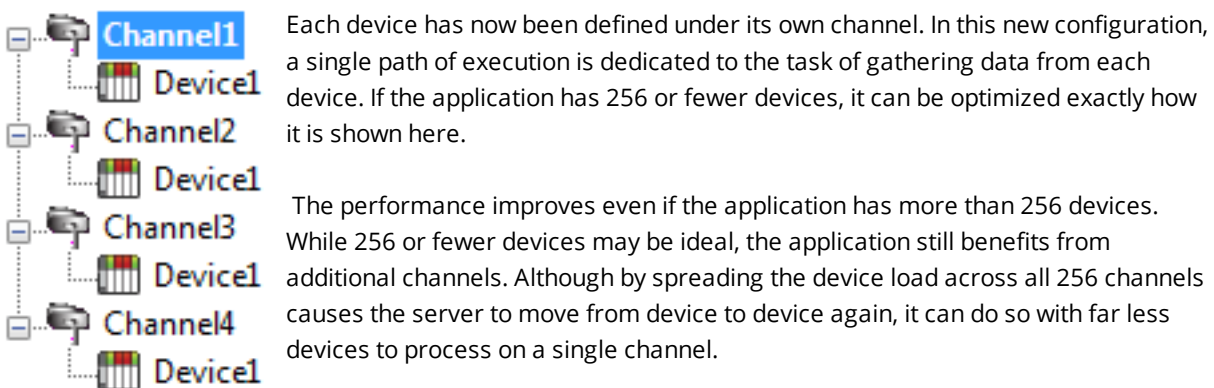 Channel1
Device1
Channel2
Device1
Channel3
Device1
Channel4
Device1
Each device has now been defined under its own channel. In this new configuration,
a single path of execution is dedicated to the task of gathering data from each
device. If the application has 256 or fewer devices, it can be optimized exactly how
it is shown here.
The performance improves even if the application has more than 256 devices.
While 256 or fewer devices may be ideal, the application still benefits from
additional channels. Although by spreading the device load across all 256 channels
causes the server to move from device to device again, it can do so with far less
devices to process on a single channel.